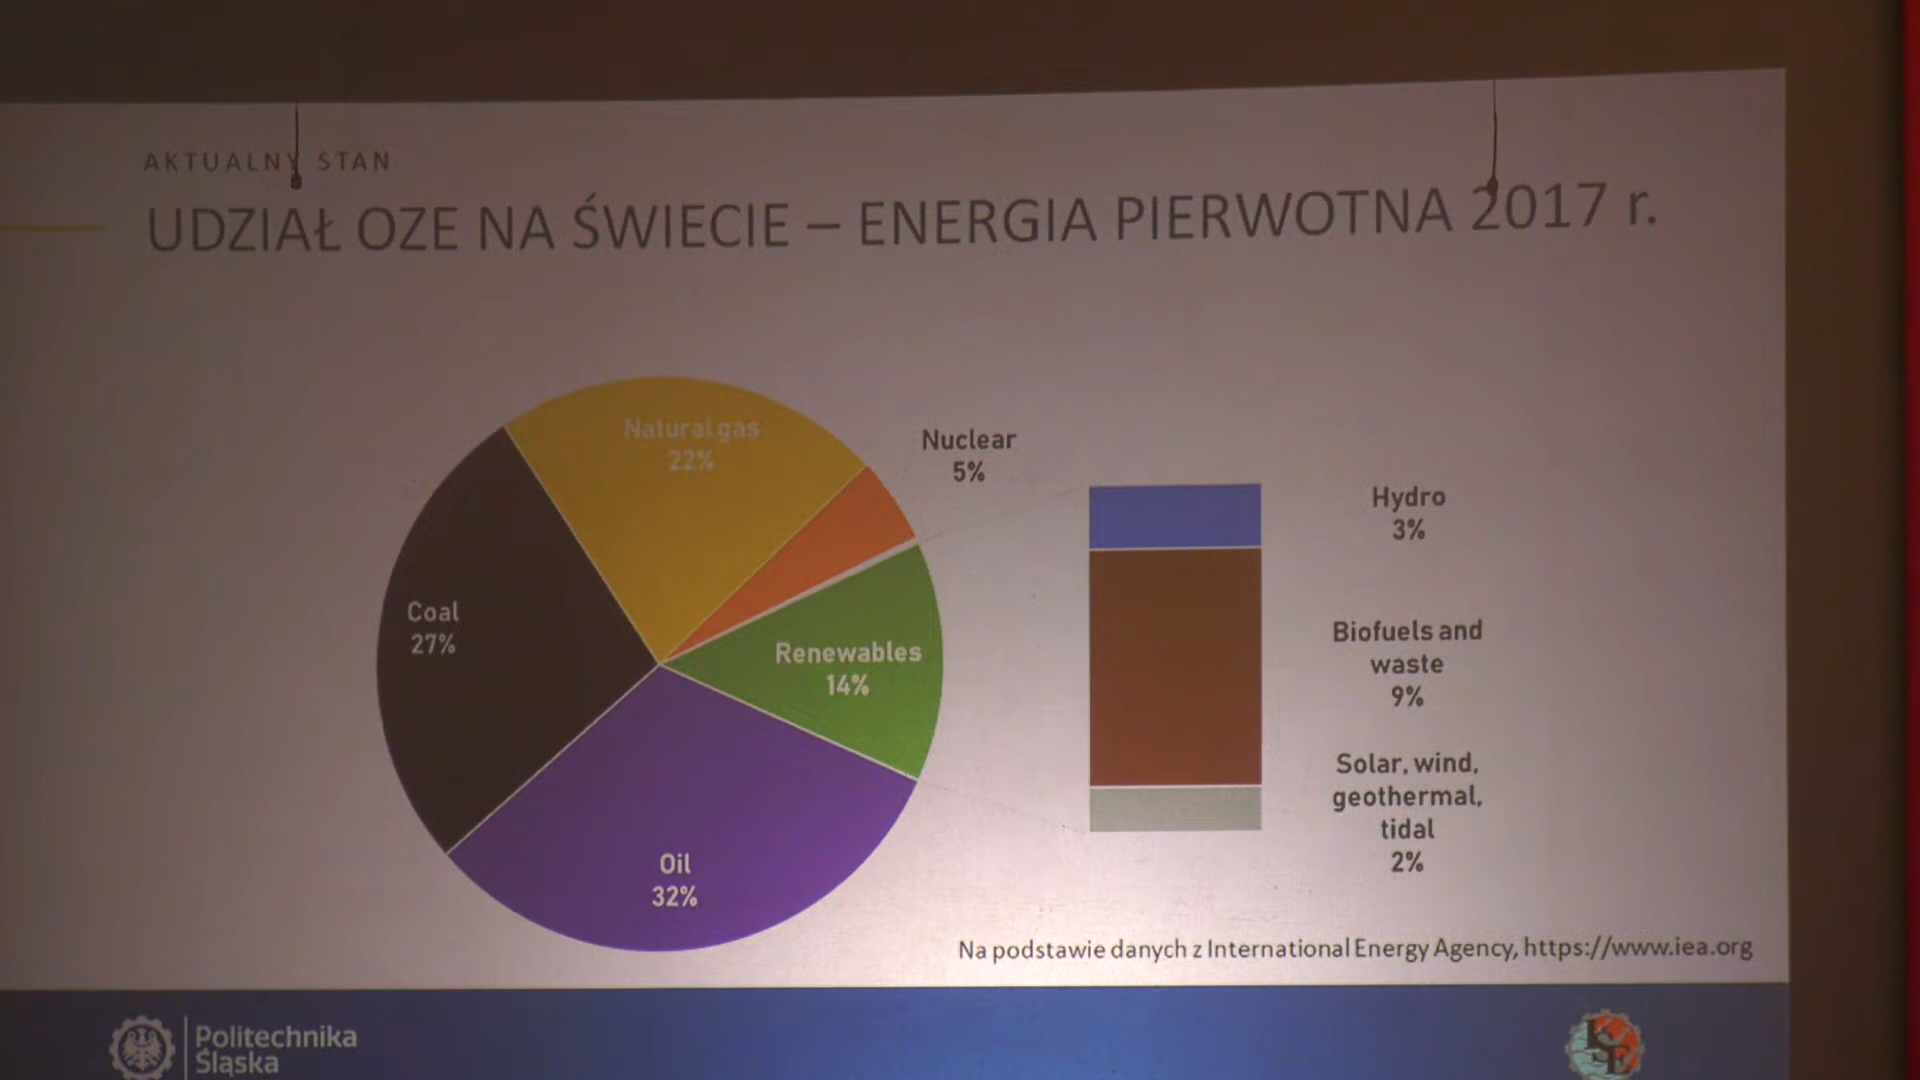 AKTUALNY STAN
UDZIAŁ OZE NA ŚWIECIE – ENERGIA PIERWOTNA 2017 r.
Natural gas
22%
Nuclear
5%
Coal
27%
Renewables
14%
Oil
32%
Hydro
3%
Biofuels and
waste
9%
Solar, wind,
geothermal,
tidal
2%
Na podstawie danych z International Energy Agency, https://www.iea.org
Politechnika
Śląska